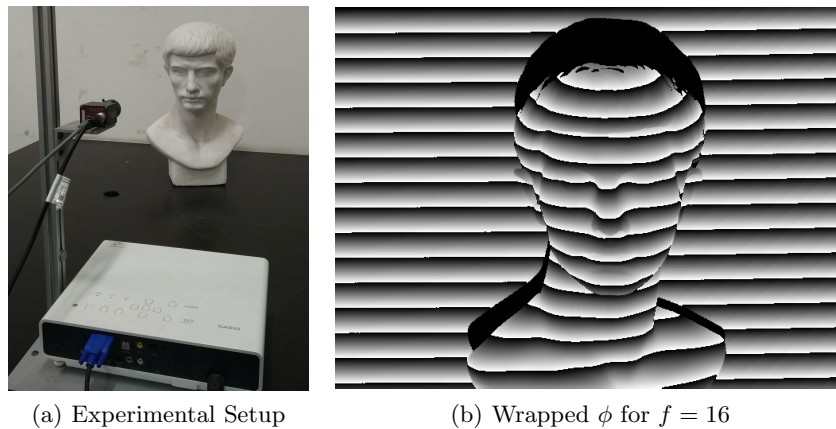 CASIO
(a) Experimental Setup
(b) Wrapped ϕ for f = 16